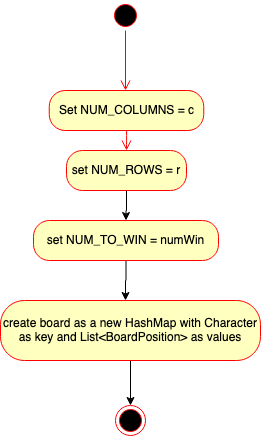 Set NUM_COLUMNS = c
set NUM_ROWS = r
set NUM_TO_WIN = numWin
create board as a new HashMap with Character
as key and List<BoardPosition> as values